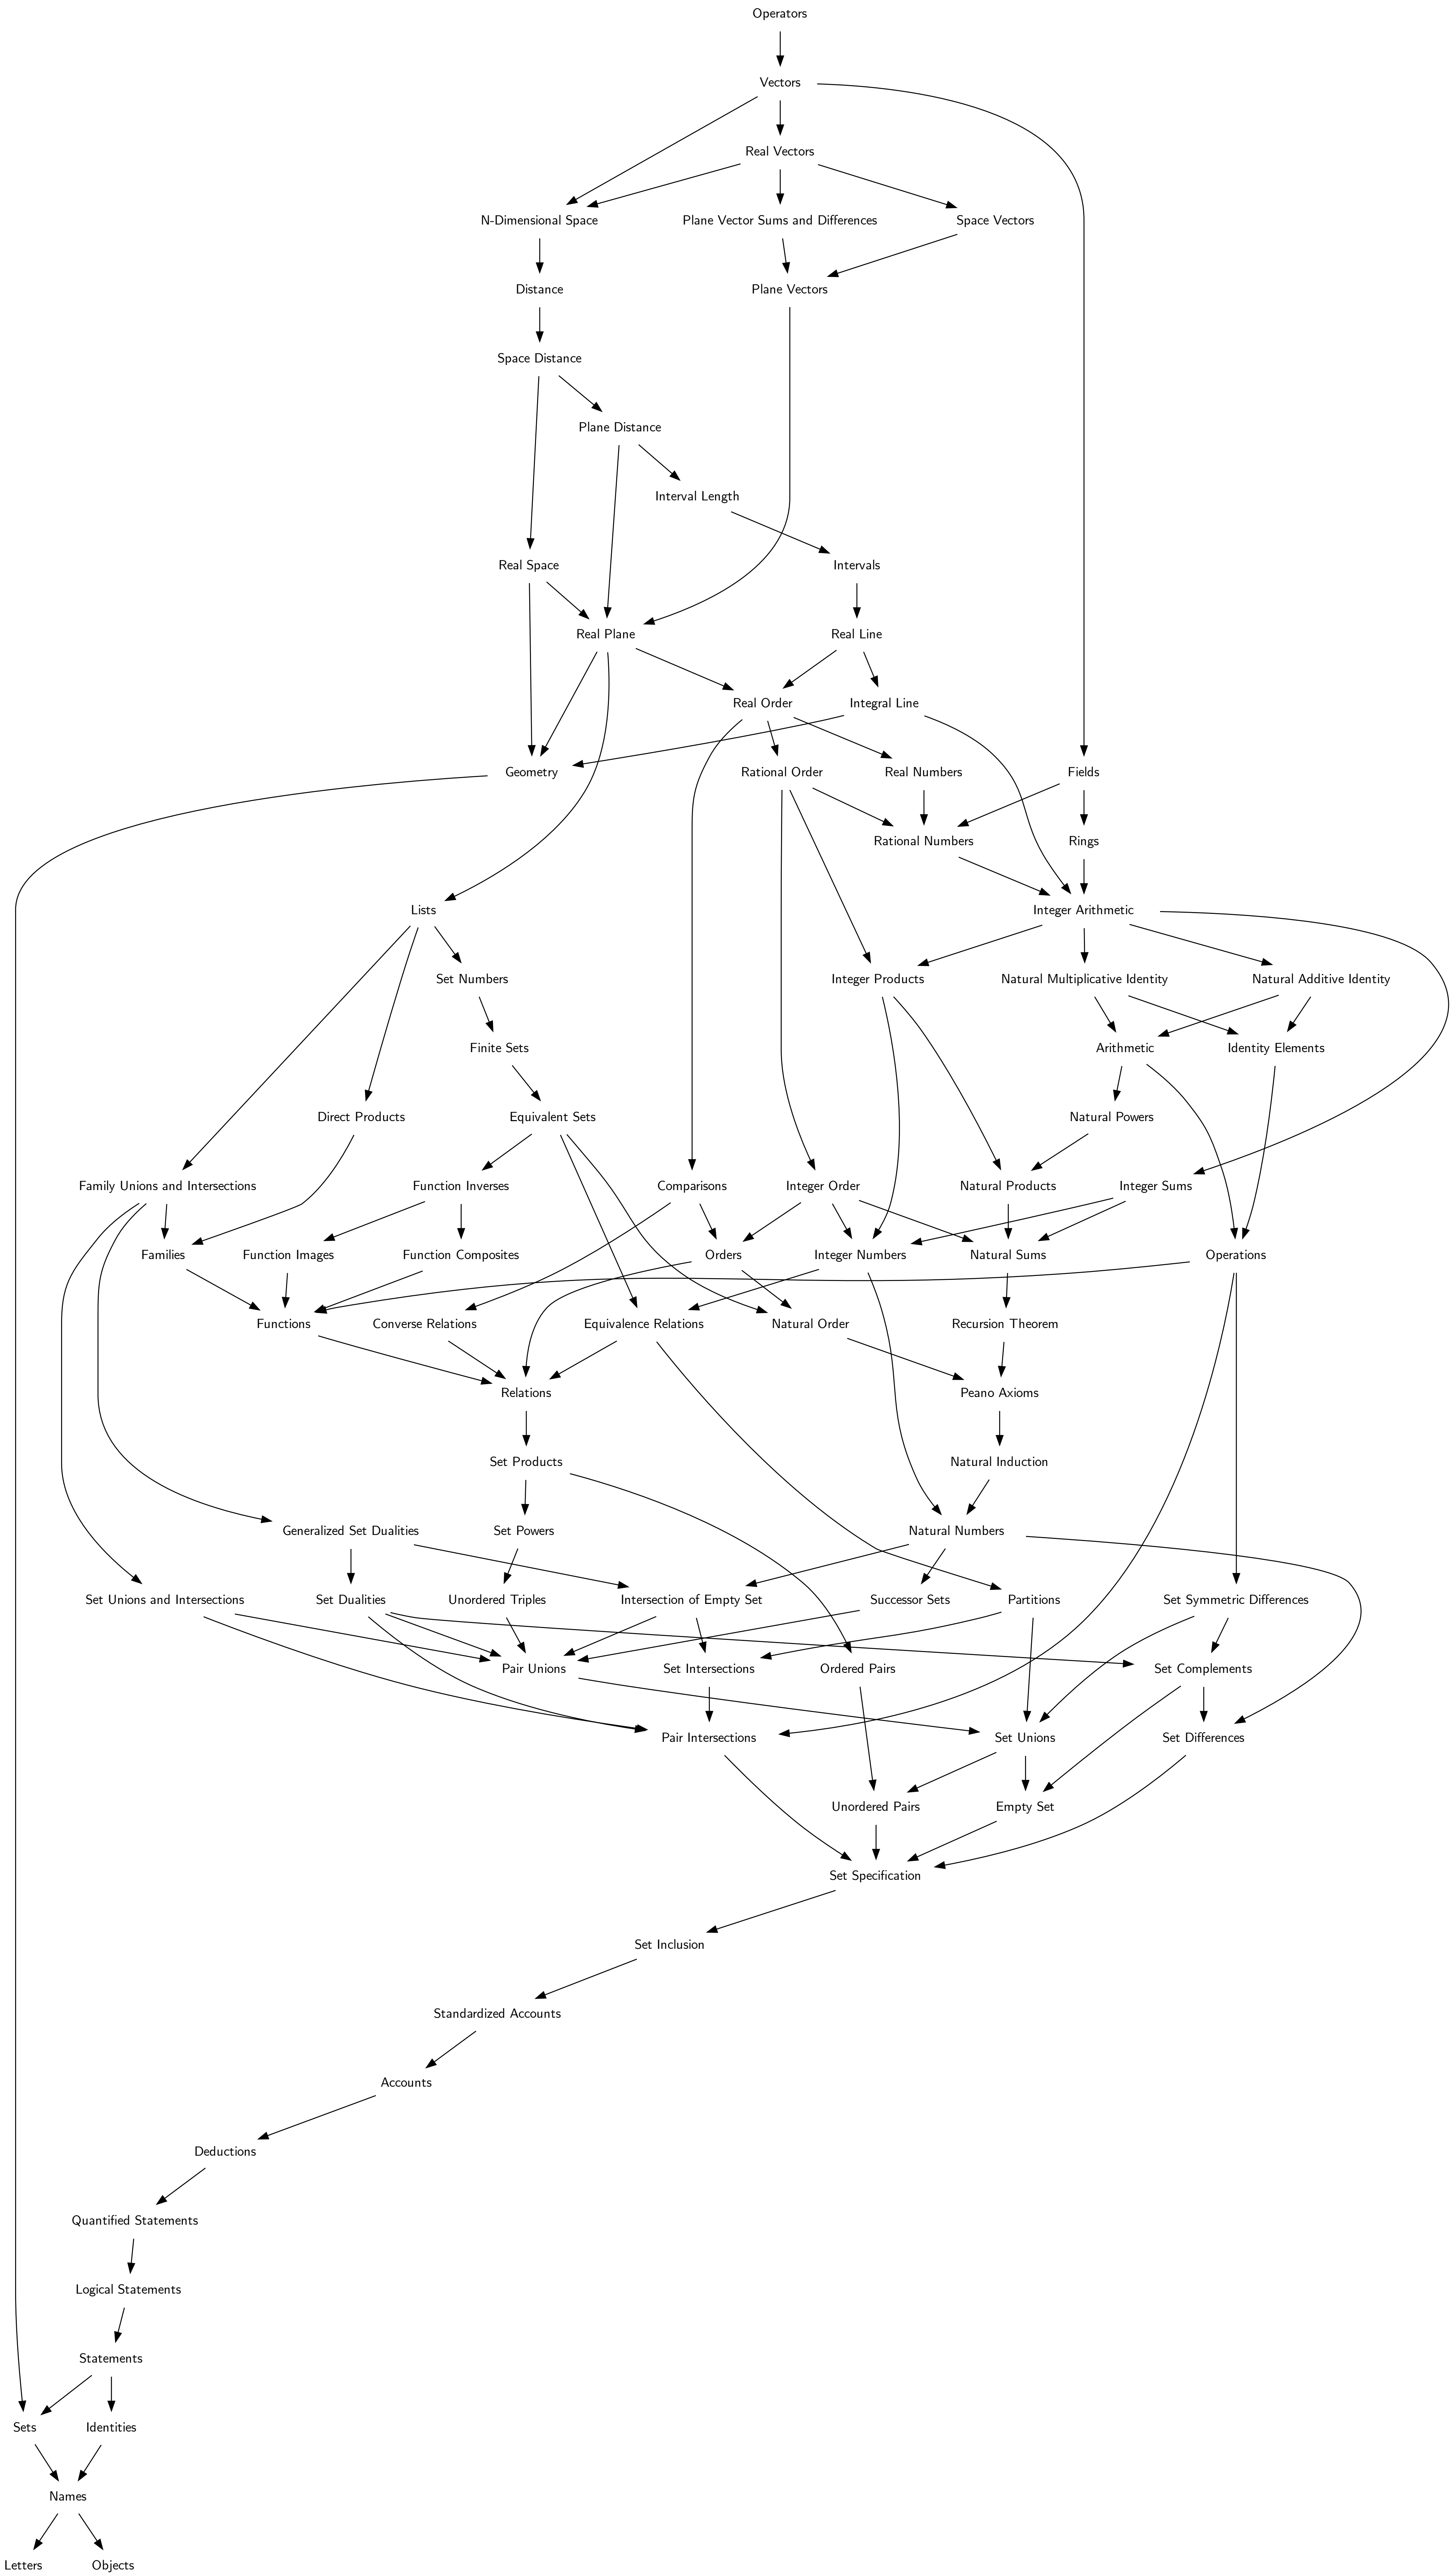 Operators
Vectors
Real Vectors
N-Dimensional Space
Plane Vector Sums and Differences
Space Vectors
Distance
Plane Vectors
Space Distance
Plane Distance
Interval Length
Real Space
Intervals
Real Plane
Real Line
Real Order
Integral Line
Geometry
Rational Order
Real Numbers
Fields
Rational Numbers
Rings
Lists
Integer Arithmetic
Set Numbers
Integer Products
Natural Multiplicative Identity
Natural Additive Identity
Finite Sets
Arithmetic
Identity Elements
Direct Products
Equivalent Sets
Natural Powers
Family Unions and Intersections
Function Inverses
Comparisons
Integer Order
Natural Products
Integer Sums
Families
Function Images
Function Composites
Orders
Integer Numbers
Natural Sums
Operations
Functions
Converse Relations
Equivalence Relations
Natural Order
Recursion Theorem
Relations
Peano Axioms
Set Products
Natural Induction
Generalized Set Dualities
Set Powers
Natural Numbers
Set Unions and Intersections
Set Dualities
Unordered Triples
Intersection of Empty Set
Successor Sets
Partitions
Set Symmetric Differences
Pair Unions
Set Intersections
Ordered Pairs
Set Complements
Pair Intersections
Set Unions
Set Differences
Unordered Pairs
Empty Set
Set Specification
Set Inclusion
Standardized Accounts
Accounts
Deductions
Quantified Statements
Logical Statements
Statements
Sets
Identities
Names
Letters
Objects